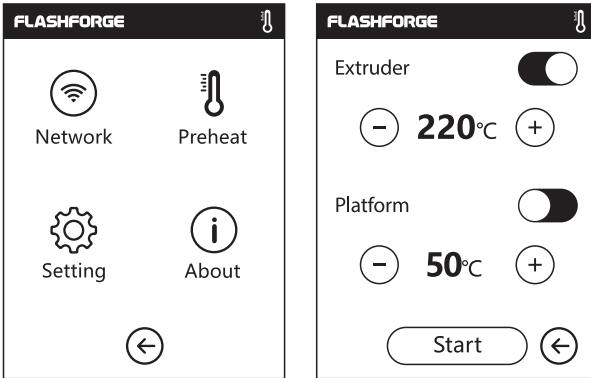 FLASHFORGE
Network Preheat
Setting About
FLASHFORGE
Extruder
220°C
Platform
50°C
Start